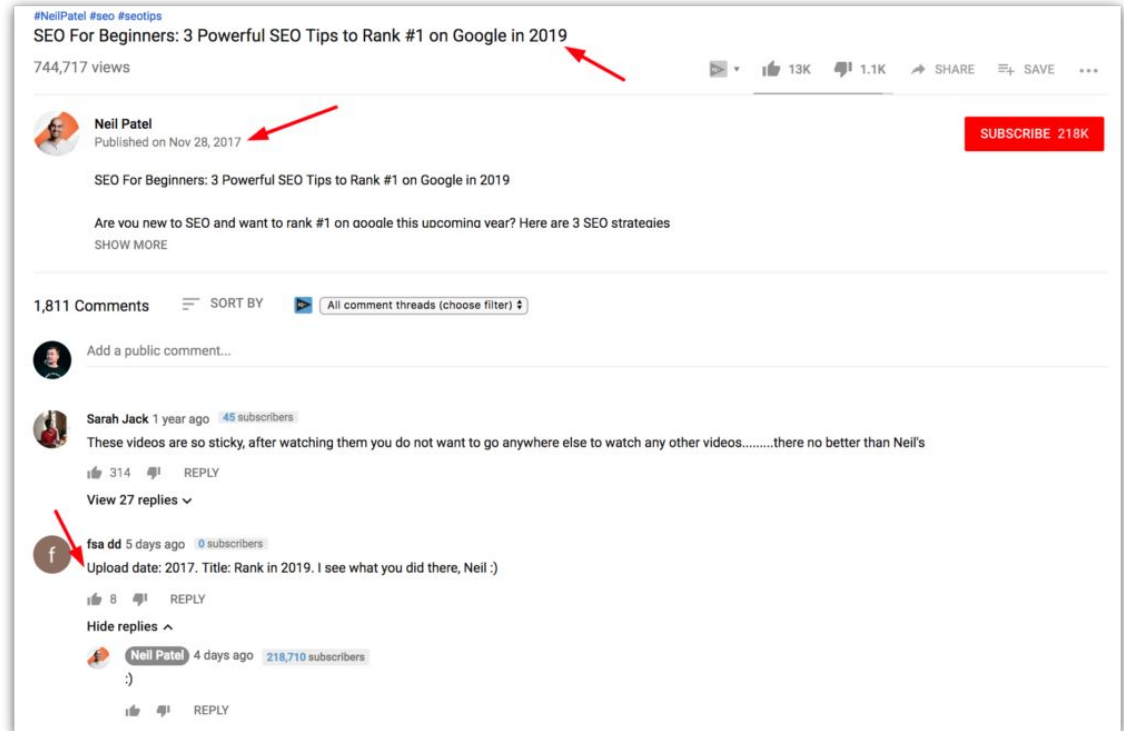 #NeilPatel #seo #seotips
SEO For Beginners: 3 Powerful SEO Tips to Rank #1 on Google in 2019
744,717 views
13K 1.1K SHARE SAVE
Neil Patel
Published on Nov 28, 2017
SUBSCRIBE 218K
SEO For Beginners: 3 Powerful SEO Tips to Rank #1 on Google in 2019
Are you new to SEO and want to rank #1 on google this upcoming year? Here are 3 SEO strategies
SHOW MORE
1,811 Comments SORT BY All comment threads (choose filter)
Add a public comment...
Sarah Jack 1 year ago 45 subscribers
These videos are so sticky, after watching them you do not want to go anywhere else to watch any other videos.........there no better than Neil's
314 REPLY
View 27 replies
f
fsa dd 5 days ago 0 subscribers
Upload date: 2017. Title: Rank in 2019. I see what you did there, Neil :)
8 REPLY
Hide replies
Neil Patel 4 days ago 218,710 subscribers
:)
REPLY